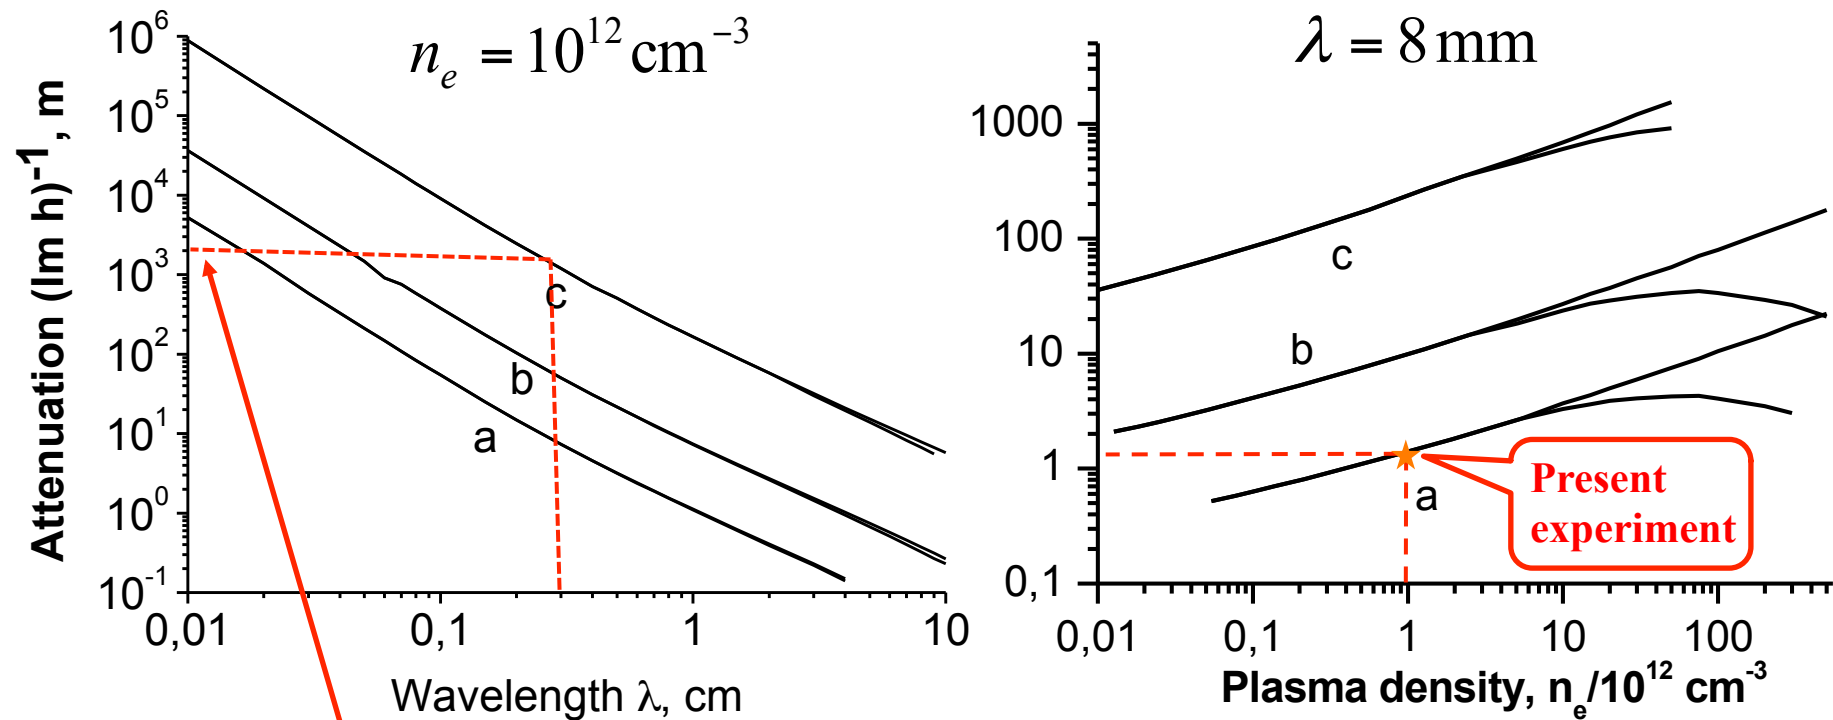 n_e = 10^12 cm^−3
Attenuation (Im h)^-1, m
10^6
10^5
10^4
10^3
10^2
10^1
10^0
10^-1
c
b
a
0,01
0,1
1
10
Wavelength λ, cm
λ = 8 mm
1000
100
10
1
0,1
c
b
a
Present
experiment
0,01
0,1
1
10
100
Plasma density, n_e/10^12 cm^-3